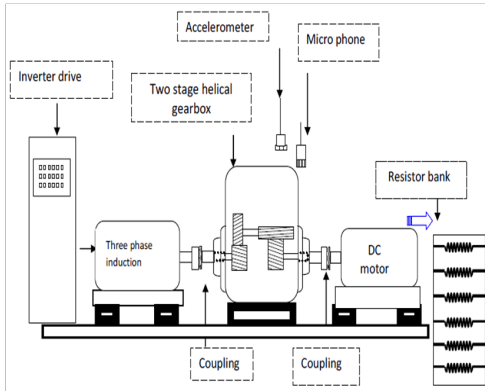 Accelerometer
Micro phone
Inverter drive
Two stage helical
gearbox
Resistor bank
Three phase
induction
DC
motor
Coupling
Coupling